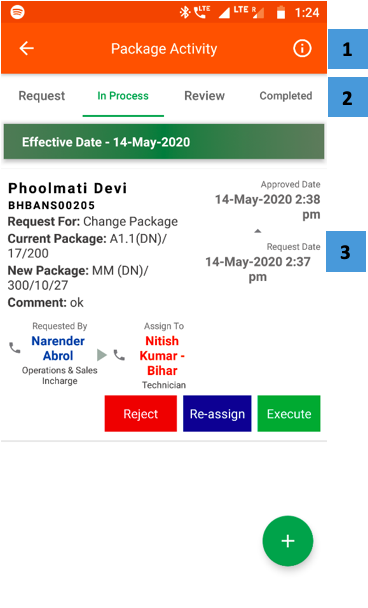 LTE LTE R 1:24
Package Activity 1
Request In Process Review Completed 2
Effective Date - 14-May-2020
Phoolmati Devi
BHBANS00205
Request For: Change Package
Current Package: A1.1(DN)/
17/200
New Package: MM (DN)/
300/10/27
Comment: ok
Approved Date
14-May-2020 2:38
pm
Request Date
14-May-2020 2:37
pm
3
Requested By
Narender
Abrol
Operations & Sales
Incharge
Assign To
Nitish
Kumar -
Bihar
Technician
Reject Re-assign Execute
+